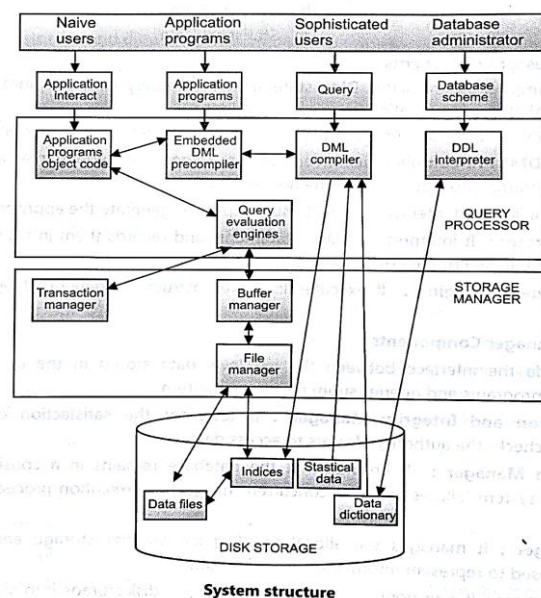 Naive users
Application programs
Sophisticated users
Database administrator
Application interact
Application programs
Query
Database scheme
Application programs object code
Embedded DML precompiler
DML compiler
DDL interpreter
Query evaluation engines
QUERY PROCESSOR
STORAGE MANAGER
Transaction manager
Buffer manager
File manager
Indices
Stastical data
Data files
Data dictionary
DISK STORAGE
System structure